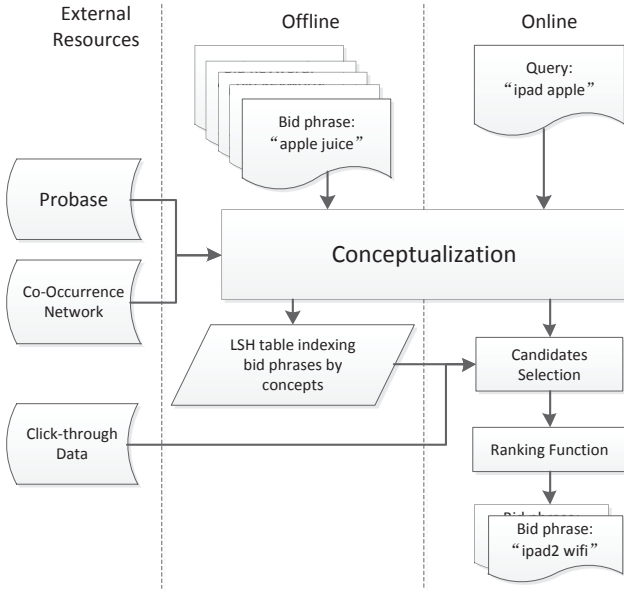 External
Resources
Offline
Online
Bid phrase:
“apple juice”
Query:
“ipad apple”
Probase
Co-Occurrence
Network
Conceptualization
LSH table indexing
bid phrases by
concepts
Candidates
Selection
Click-through
Data
Ranking Function
Bid phrase:
“ipad2 wifi”